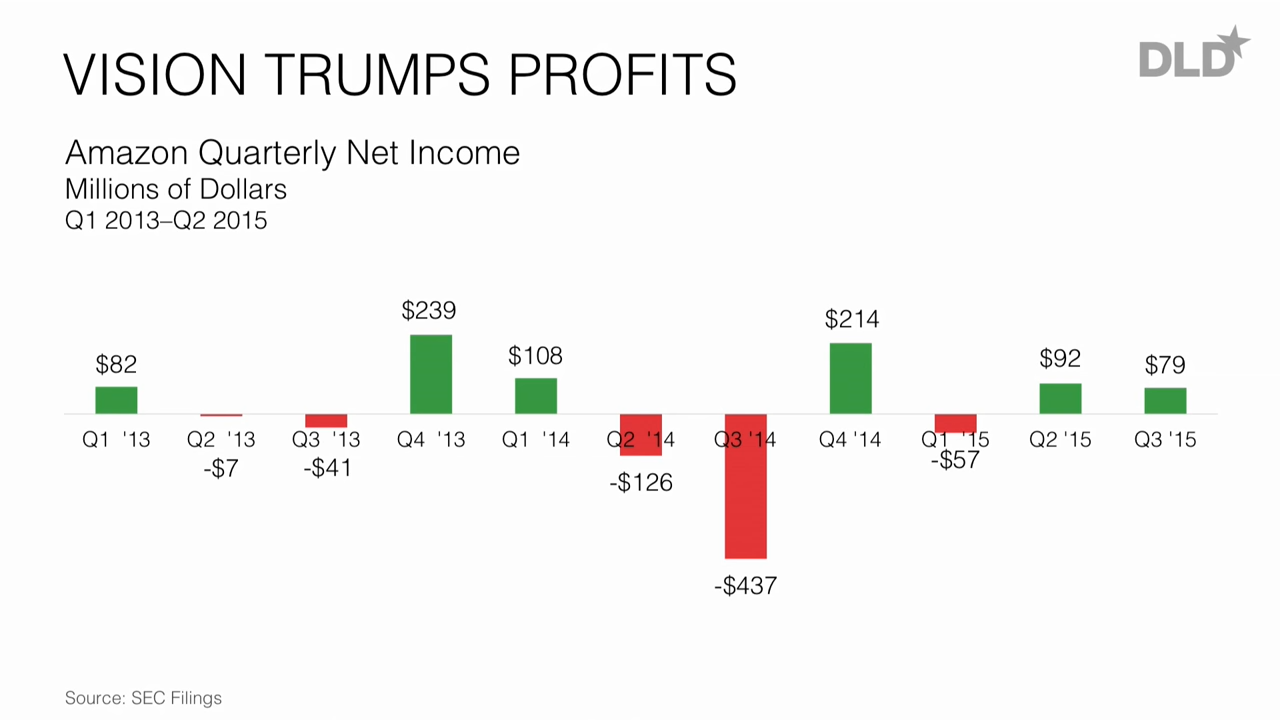 VISION TRUMPS PROFITS
DLD
Amazon Quarterly Net Income
Millions of Dollars
Q1 2013–Q2 2015
$82
-$7
-$41
$239
$108
-$126
-$437
$214
-$57
$92
$79
Q1 '13 Q2 '13 Q3 '13 Q4 '13 Q1 '14 Q2 '14 Q3 '14 Q4 '14 Q1 '15 Q2 '15 Q3 '15
Source: SEC Filings